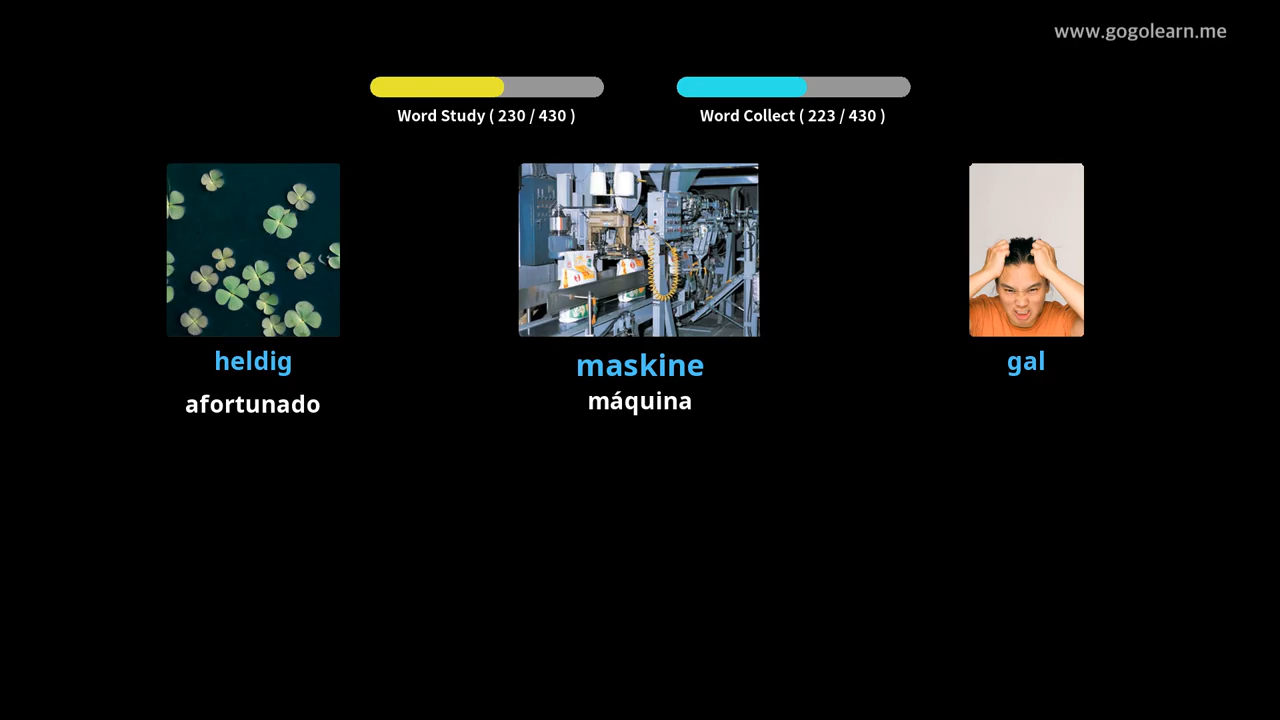 www.gogolearn.me
Word Study ( 230 / 430 )
Word Collect ( 223 / 430 )
heldig
maskine
gal
afortunado
máquina